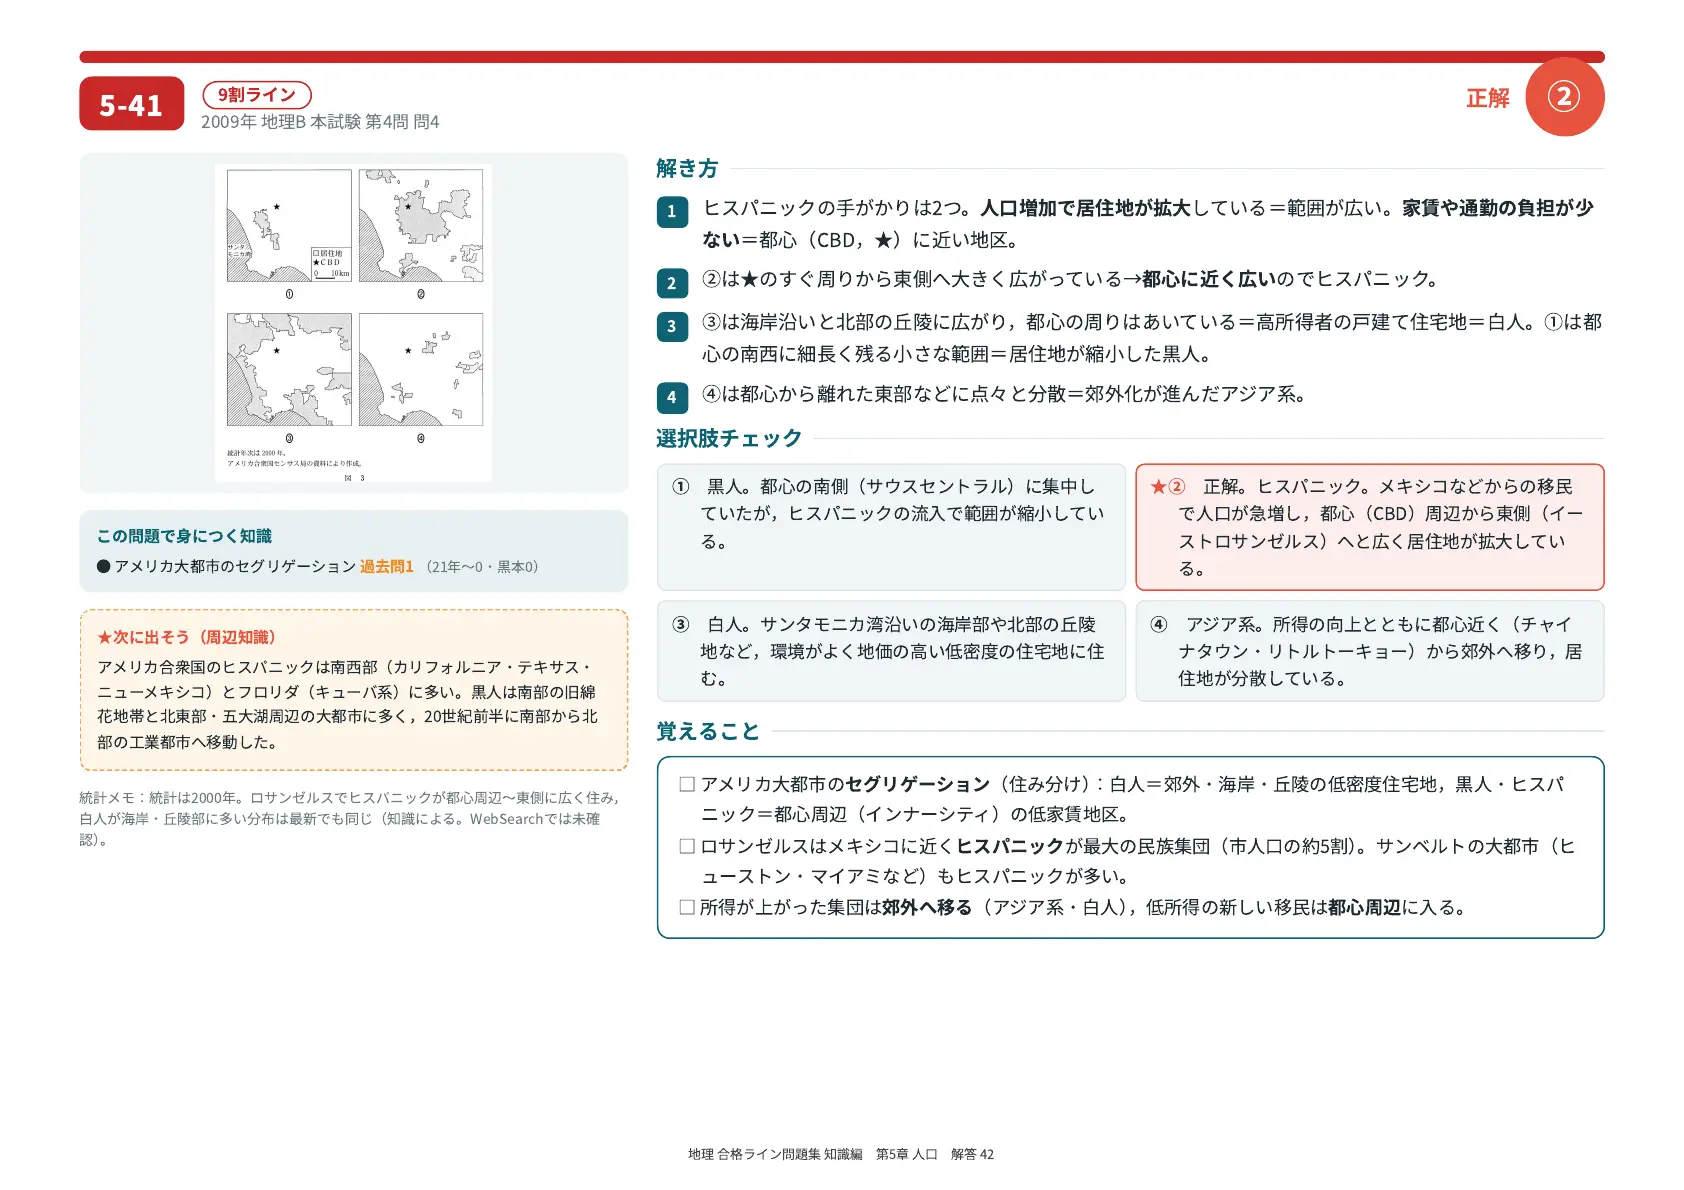 5-41
9割ライン
2009年 地理B 本試験 第4問 問4
正解 ②
サンタ
モニカ湾
居住地
★CBD
0 10km
①
②
③
④
統計年次は 2000 年。
アメリカ合衆国センサス局の資料により作成。
図 3
この問題で身につく知識
● アメリカ大都市のセグリゲーション 過去問1 （21年〜0・黒本0）
★次に出そう（周辺知識）
アメリカ合衆国のヒスパニックは南西部（カリフォルニア・テキサス・
ニューメキシコ）とフロリダ（キューバ系）に多い。黒人は南部の旧綿
花地帯と北東部・五大湖周辺の大都市に多く，20世紀前半に南部から北
部の工業都市へ移動した。
統計メモ：統計は2000年。ロサンゼルスでヒスパニックが都心周辺〜東側に広く住み，
白人が海岸・丘陵部に多い分布は最新でも同じ（知識による。WebSearchでは未確
認）。
解き方
1 ヒスパニックの手がかりは2つ。人口増加で居住地が拡大している＝範囲が広い。家賃や通勤の負担が少
ない＝都心（CBD，★）に近い地区。
2 ②は★のすぐ周りから東側へ大きく広がっている→都心に近く広いのでヒスパニック。
3 ③は海岸沿いと北部の丘陵に広がり，都心の周りはあいている＝高所得者の戸建て住宅地＝白人。①は都
心の南西に細長く残る小さな範囲＝居住地が縮小した黒人。
4 ④は都心から離れた東部などに点々と分散＝郊外化が進んだアジア系。
選択肢チェック
① 黒人。都心の南側（サウスセントラル）に集中し
ていたが，ヒスパニックの流入で範囲が縮小してい
る。
★② 正解。ヒスパニック。メキシコなどからの移民
で人口が急増し，都心（CBD）周辺から東側（イー
ストロサンゼルス）へと広く居住地が拡大してい
る。
③ 白人。サンタモニカ湾沿いの海岸部や北部の丘陵
地など，環境がよく地価の高い低密度の住宅地に住
む。
④ アジア系。所得の向上とともに都心近く（チャイ
ナタウン・リトルトーキョー）から郊外へ移り，居
住地が分散している。
覚えること
□ アメリカ大都市のセグリゲーション（住み分け）：白人＝郊外・海岸・丘陵の低密度住宅地，黒人・ヒスパ
ニック＝都心周辺（インナーシティ）の低家賃地区。
□ ロサンゼルスはメキシコに近くヒスパニックが最大の民族集団（市人口の約5割）。サンベルトの大都市（ヒ
ューストン・マイアミなど）もヒスパニックが多い。
□ 所得が上がった集団は郊外へ移る（アジア系・白人），低所得の新しい移民は都心周辺に入る。
地理 合格ライン問題集 知識編 第5章 人口 解答 42